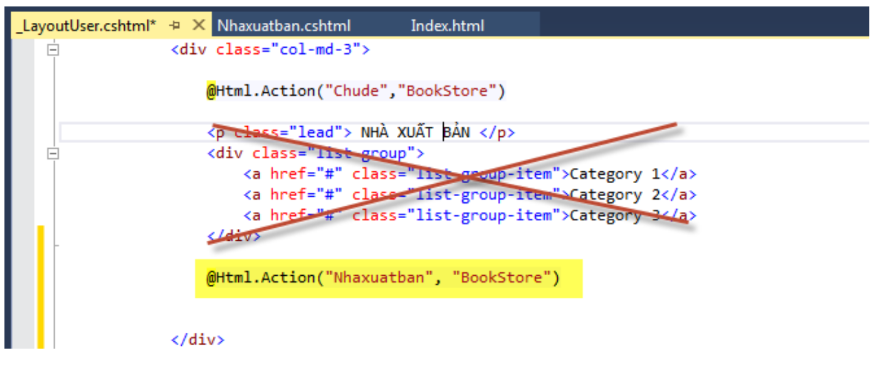 _LayoutUser.cshtml* Nhaxuatban.cshtml Index.html
<div class="col-md-3">
@Html.Action("Chude","BookStore")
<p class="lead"> NHÀ XUẤT BẢN </p>
<div class="list-group">
<a href="#" class="list-group-item">Category 1</a>
<a href="#" class="list-group-item">Category 2</a>
<a href="#" class="list-group-item">Category 3</a>
</div>
@Html.Action("Nhaxuatban", "BookStore")
</div>